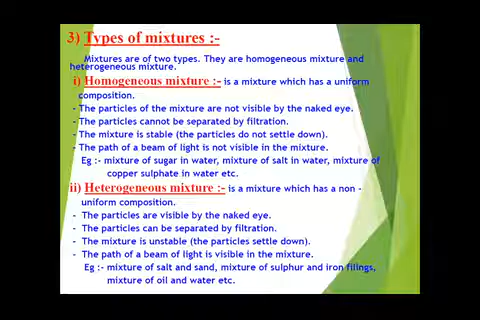 3) Types of mixtures :-
Mixtures are of two types. They are homogeneous mixture and
heterogeneous mixture.
i) Homogeneous mixture :- is a mixture which has a uniform
composition.
- The particles of the mixture are not visible by the naked eye.
- The particles cannot be separated by filtration.
- The mixture is stable (the particles do not settle down).
- The path of a beam of light is not visible in the mixture.
Eg :- mixture of sugar in water, mixture of salt in water, mixture of
copper sulphate in water etc.
ii) Heterogeneous mixture :- is a mixture which has a non -
uniform composition.
- The particles are visible by the naked eye.
- The particles can be separated by filtration.
- The mixture is unstable (the particles settle down).
- The path of a beam of light is visible in the mixture.
Eg :- mixture of salt and sand, mixture of sulphur and iron filings,
mixture of oil and water etc.